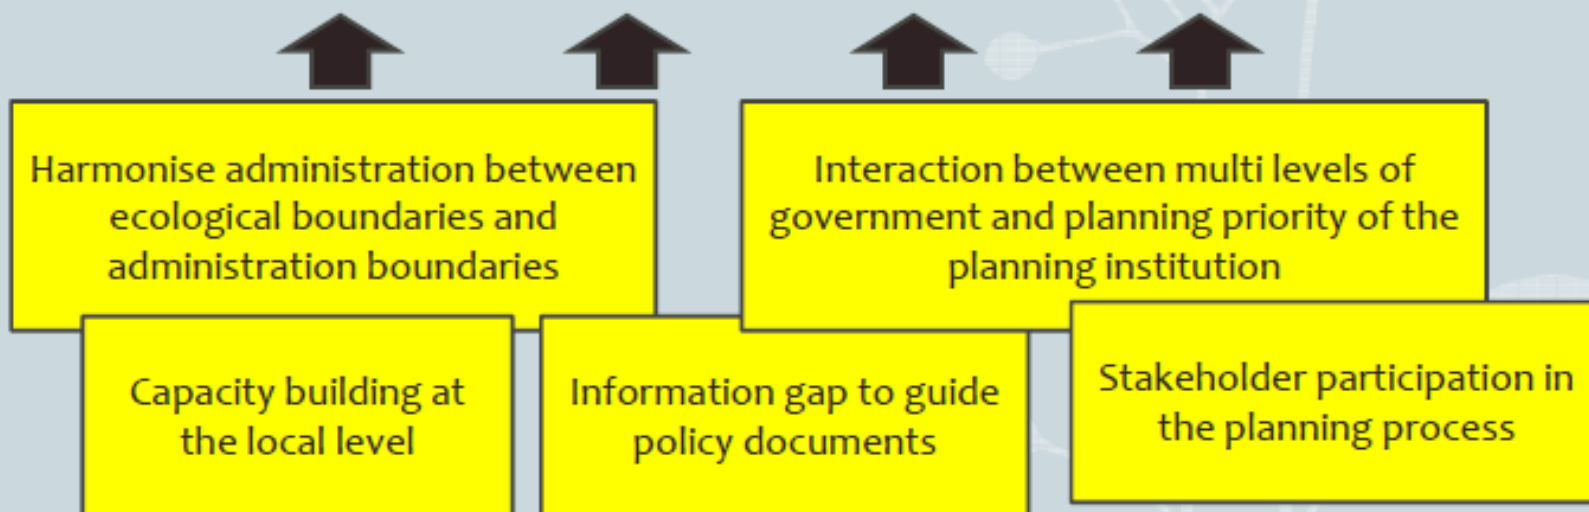 Harmonise administration between
ecological boundaries and
administration boundaries
Interaction between multi levels of
government and planning priority of the
planning institution
Capacity building at
the local level
Information gap to guide
policy documents
Stakeholder participation in
the planning process